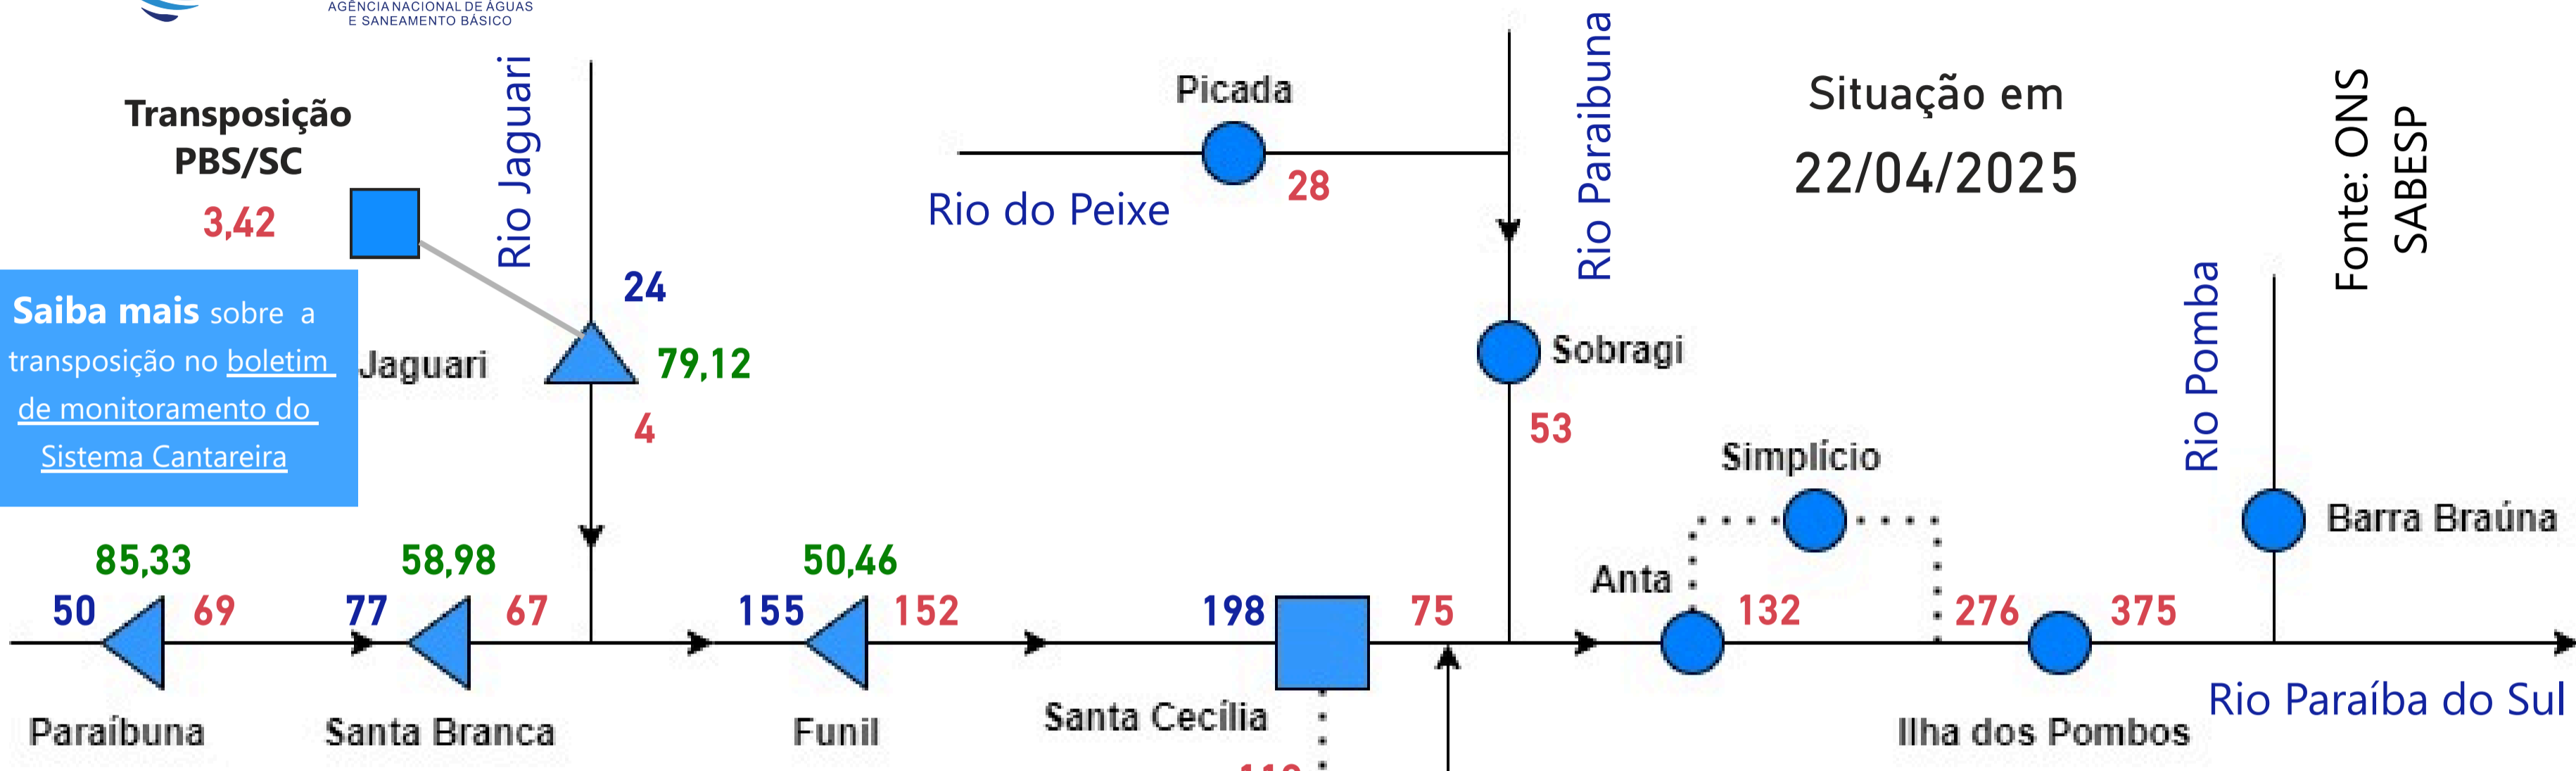 AGÊNCIA NACIONAL DE ÁGUAS
E SANEAMENTO BÁSICO
Transposição
PBS/SC
3,42
Rio Jaguari
Picada
28
Rio do Peixe
Rio Paraibuna
Situação em
22/04/2025
Fonte: ONS
SABESP
Saiba mais sobre a
transposição no boletim
de monitoramento do
Sistema Cantareira
24
Jaguari
79,12
4
Sobragi
53
Simplício
Rio Pomba
Barra Braúna
85,33
58,98
50,46
Anta
50
69
77
67
155
152
198
75
132
276
375
Paraíbuna
Santa Branca
Funil
Santa Cecília
Ilha dos Pombos
Rio Paraíba do Sul